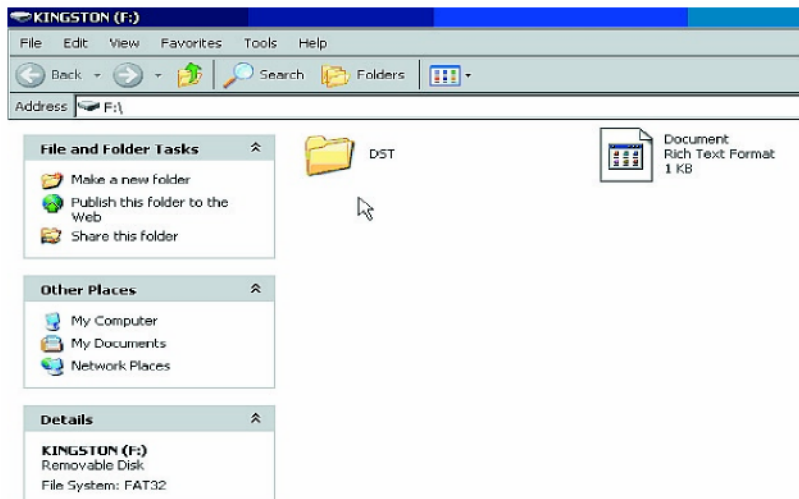 KINGSTON (F:)
File Edit View Favorites Tools Help
Back Search Folders
Address F:\
File and Folder Tasks
Make a new folder
Publish this folder to the
Web
Share this folder
Other Places
My Computer
My Documents
Network Places
Details
KINGSTON (F:)
Removable Disk
File System: FAT32
DST
Document
Rich Text Format
1 KB